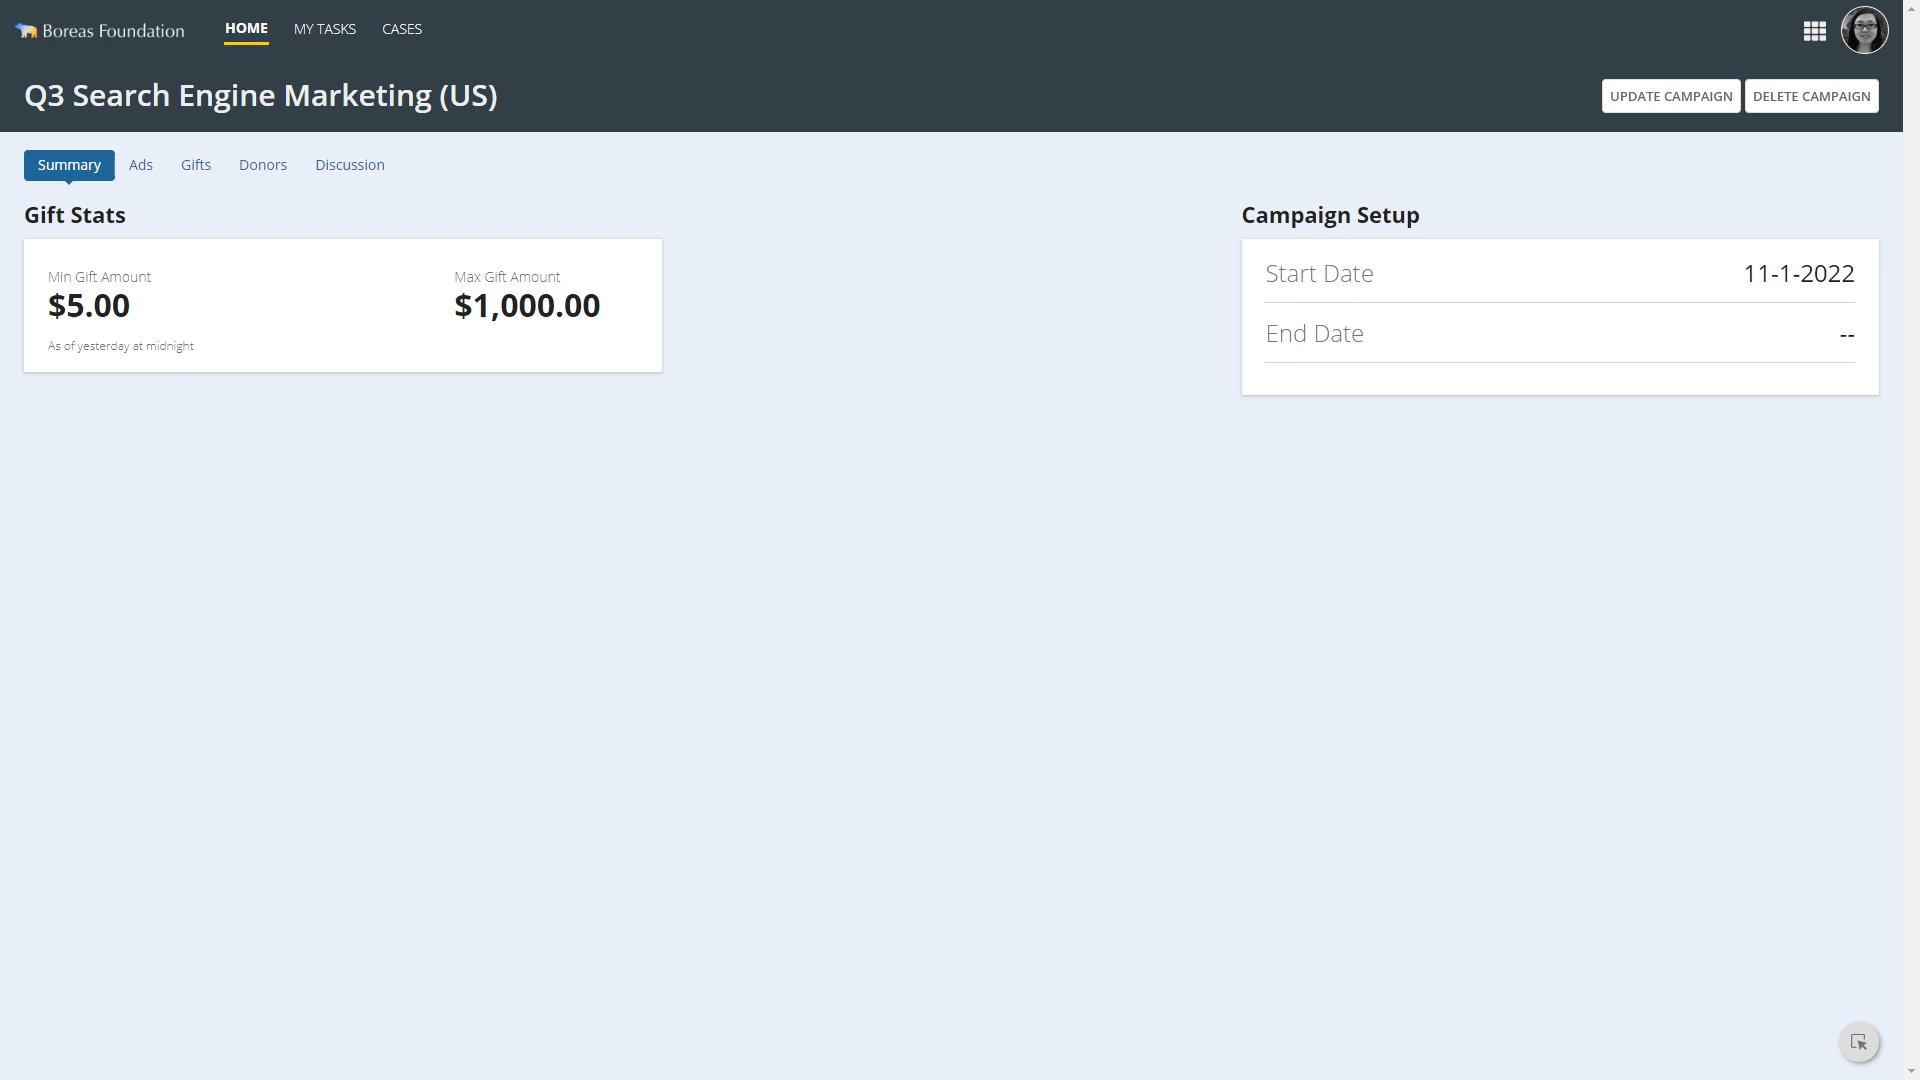 Boreas Foundation
HOME
MY TASKS
CASES
Q3 Search Engine Marketing (US)
UPDATE CAMPAIGN
DELETE CAMPAIGN
Summary
Ads
Gifts
Donors
Discussion
Gift Stats
Min Gift Amount
$5.00
Max Gift Amount
$1,000.00
As of yesterday at midnight
Campaign Setup
Start Date
11-1-2022
End Date
--